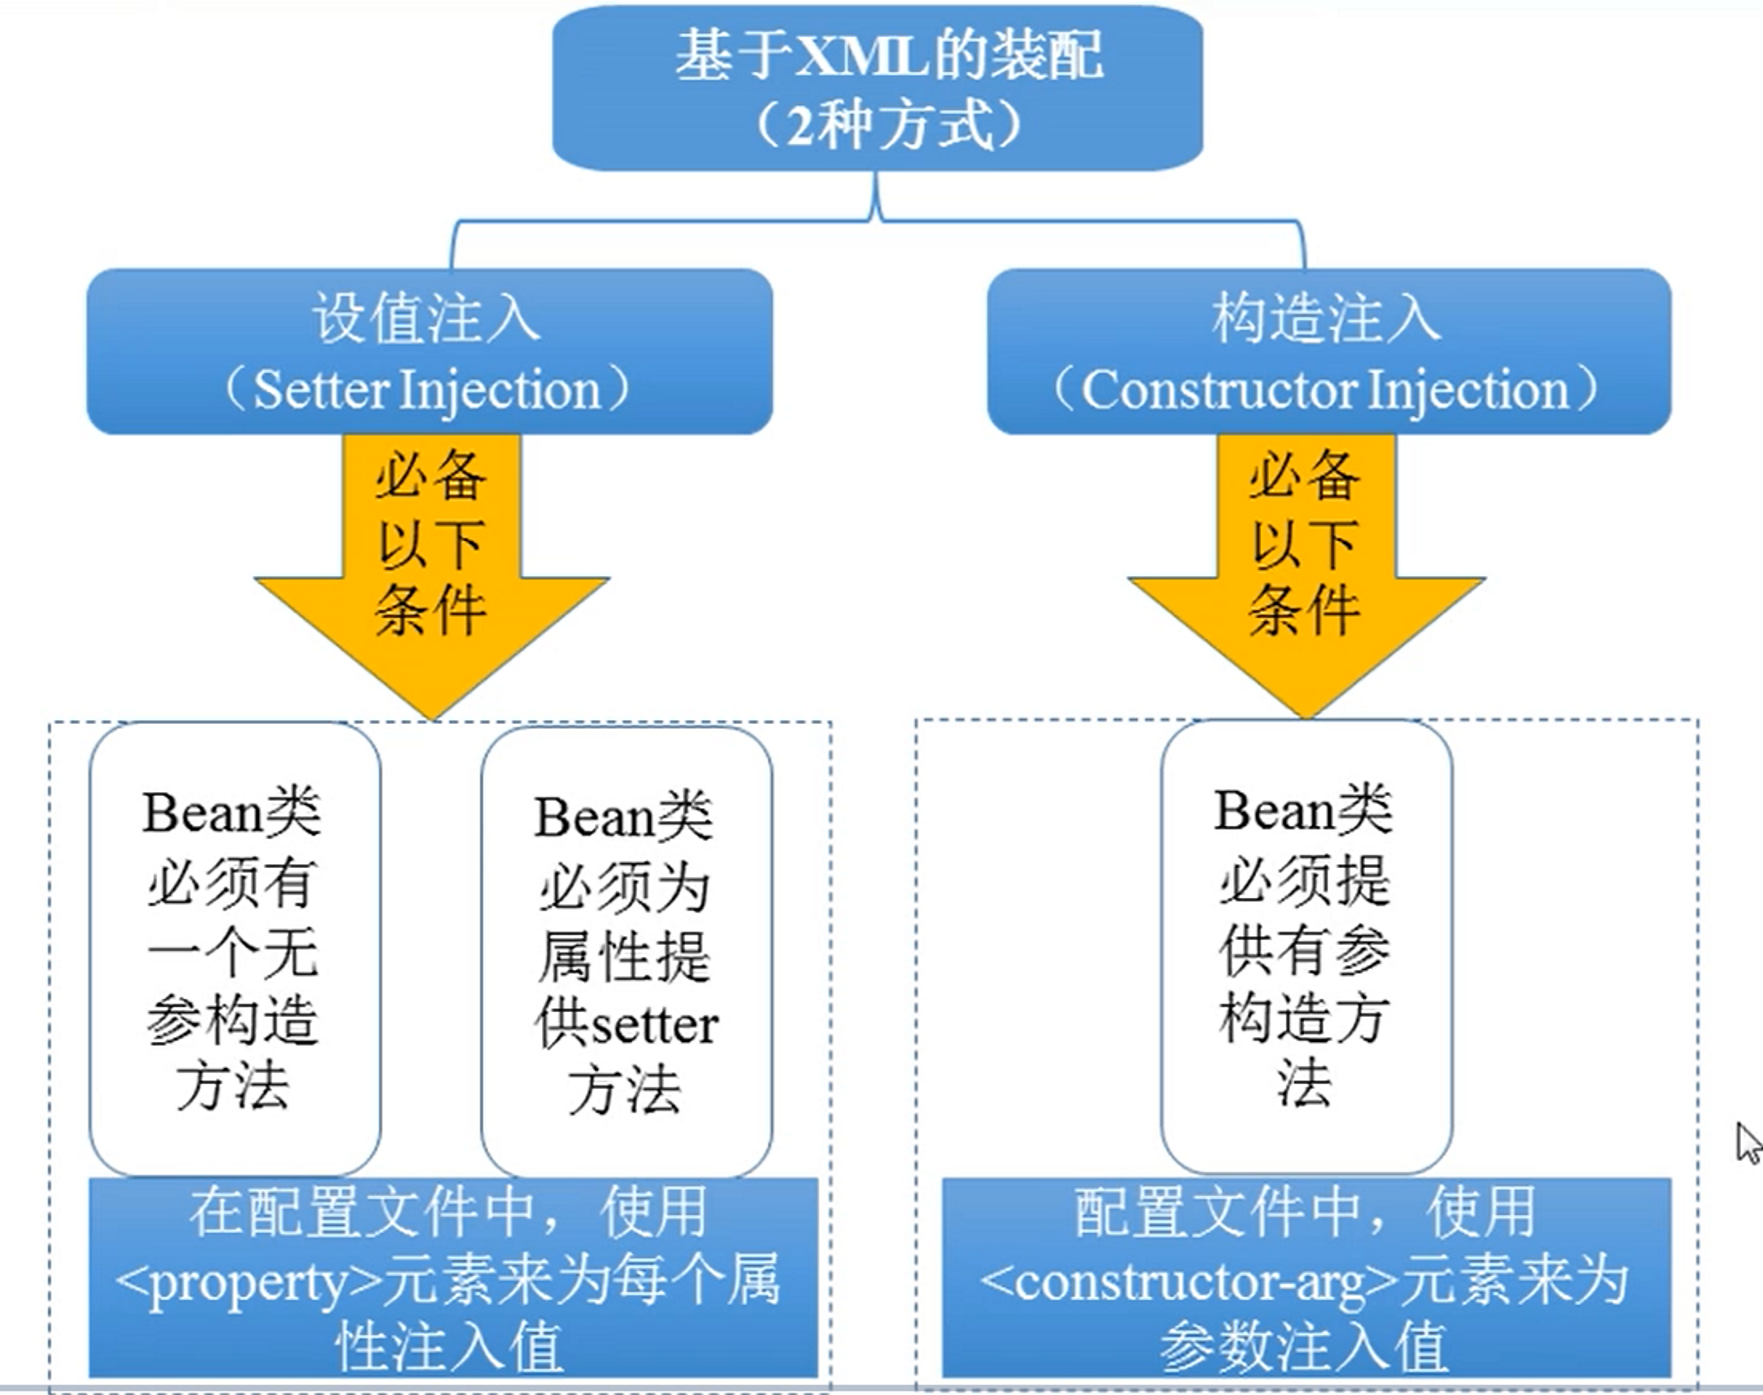 基于XML的装配
（2种方式）
设值注入
（Setter Injection）
构造注入
（Constructor Injection）
必备
以下
条件
必备
以下
条件
Bean类
必须有
一个无
参构造
方法
Bean类
必须为
属性提
供setter
方法
Bean类
必须提
供有参
构造方
法
在配置文件中，使用
<property>元素来为每个属
性注入值
配置文件中，使用
<constructor-arg>元素来为
参数注入值